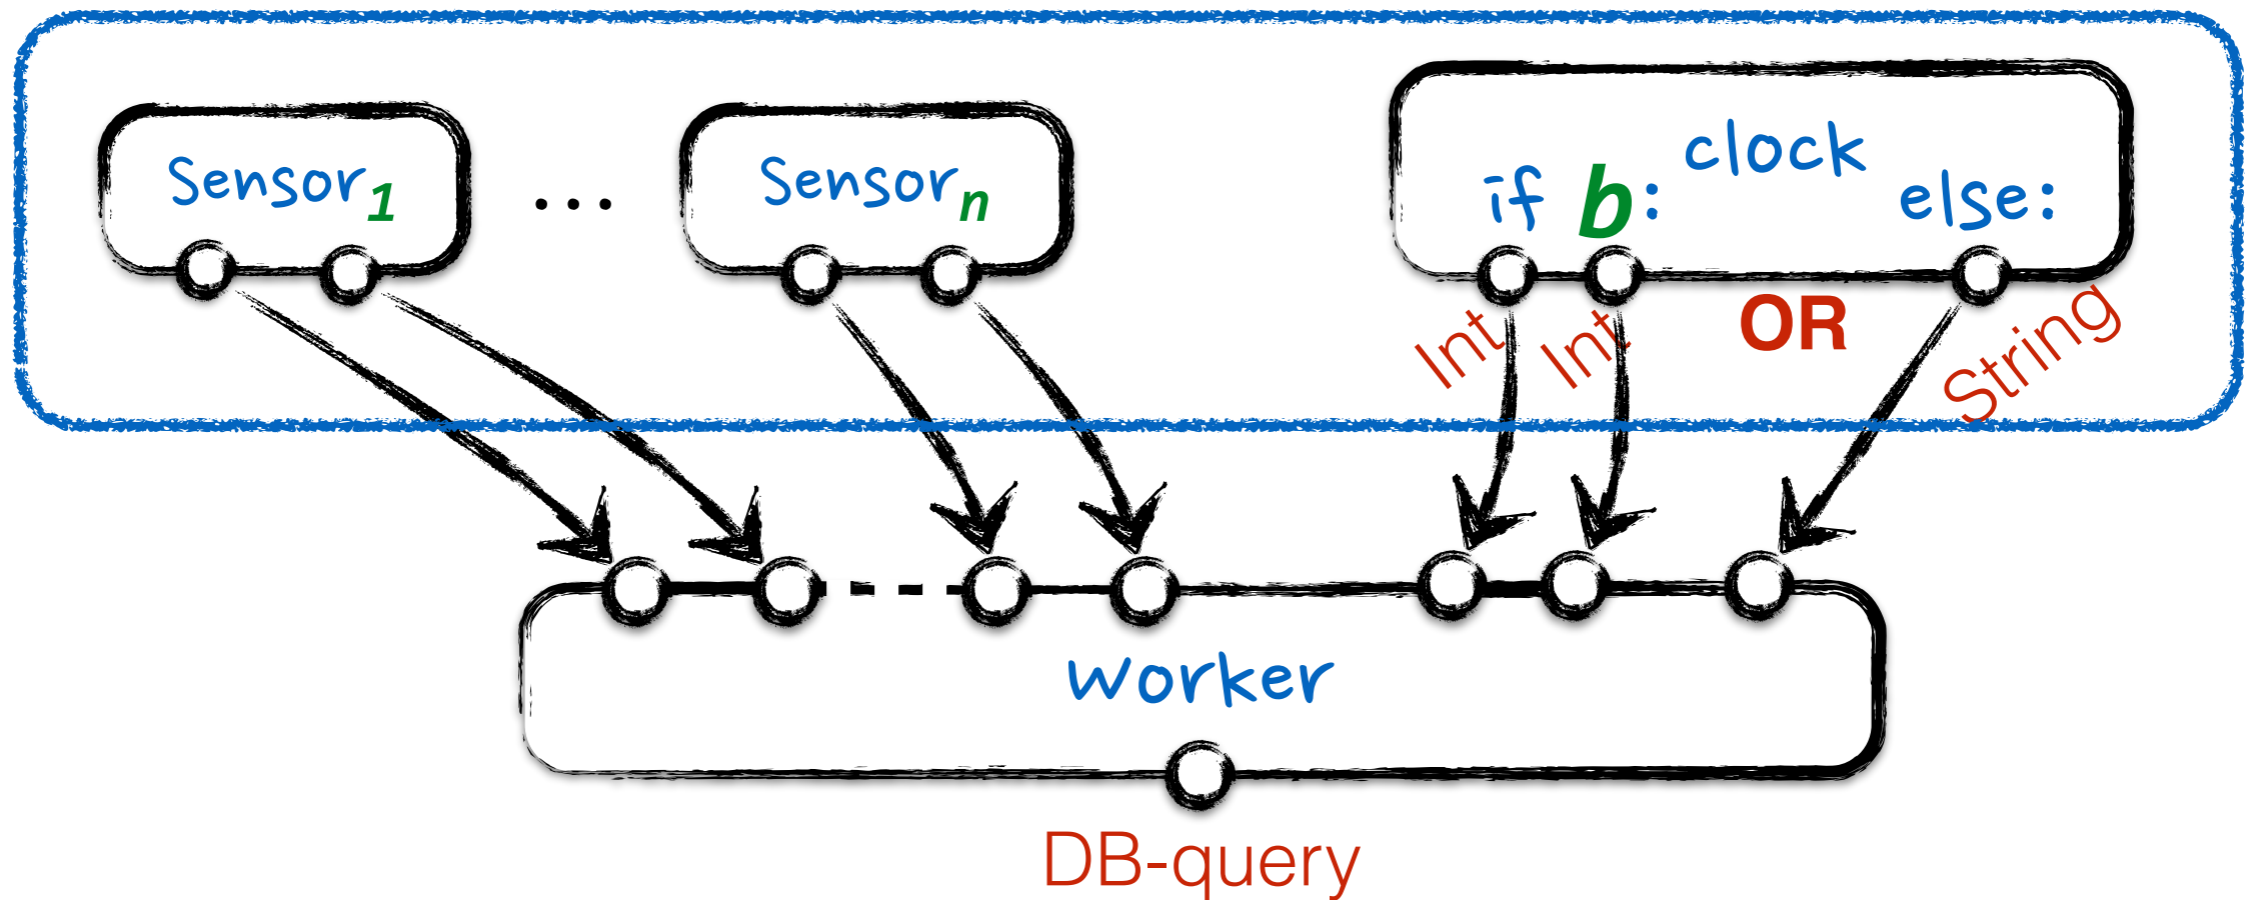 Sensor1 ... Sensorn
clock
if b: else:
Int Int OR String
Worker
DB-query